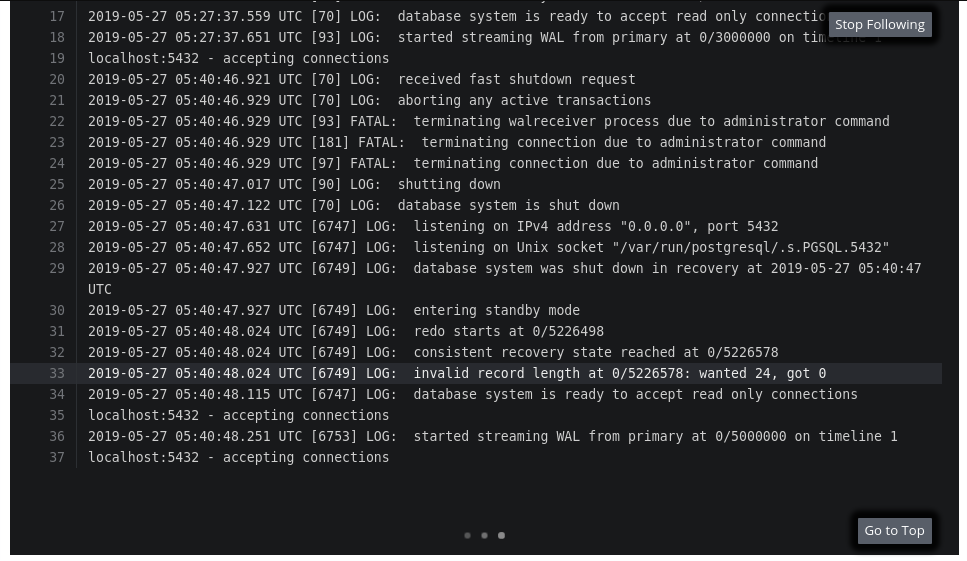 17 2019-05-27 05:27:37.559 UTC [70] LOG:  database system is ready to accept read only
Stop Following
18 2019-05-27 05:27:37.651 UTC [93] LOG:  started streaming WAL from primary at 0/3000000 on timeline 1
19 localhost:5432 - accepting connections
20 2019-05-27 05:40:46.921 UTC [70] LOG:  received fast shutdown request
21 2019-05-27 05:40:46.929 UTC [70] LOG:  aborting any active transactions
22 2019-05-27 05:40:46.929 UTC [93] FATAL:  terminating walreceiver process due to administrator command
23 2019-05-27 05:40:46.929 UTC [181] FATAL:  terminating connection due to administrator command
24 2019-05-27 05:40:46.929 UTC [97] FATAL:  terminating connection due to administrator command
25 2019-05-27 05:40:47.017 UTC [90] LOG:  shutting down
26 2019-05-27 05:40:47.122 UTC [70] LOG:  database system is shut down
27 2019-05-27 05:40:47.631 UTC [6747] LOG:  listening on IPv4 address "0.0.0.0", port 5432
28 2019-05-27 05:40:47.652 UTC [6747] LOG:  listening on Unix socket "/var/run/postgresql/.s.PGSQL.5432"
29 2019-05-27 05:40:47.927 UTC [6749] LOG:  database system was shut down in recovery at 2019-05-27 05:40:47
UTC
30 2019-05-27 05:40:47.927 UTC [6749] LOG:  entering standby mode
31 2019-05-27 05:40:48.024 UTC [6749] LOG:  redo starts at 0/5226498
32 2019-05-27 05:40:48.024 UTC [6749] LOG:  consistent recovery state reached at 0/5226578
33 2019-05-27 05:40:48.024 UTC [6749] LOG:  invalid record length at 0/5226578: wanted 24, got 0
34 2019-05-27 05:40:48.115 UTC [6747] LOG:  database system is ready to accept read only connections
35 localhost:5432 - accepting connections
36 2019-05-27 05:40:48.251 UTC [6753] LOG:  started streaming WAL from primary at 0/5000000 on timeline 1
37 localhost:5432 - accepting connections
Go to Top